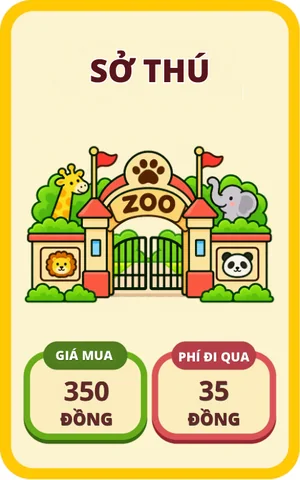 SỞ THÚ
ZOO
GIÁ MUA
350
ĐỒNG
PHÍ ĐI QUA
35
ĐỒNG